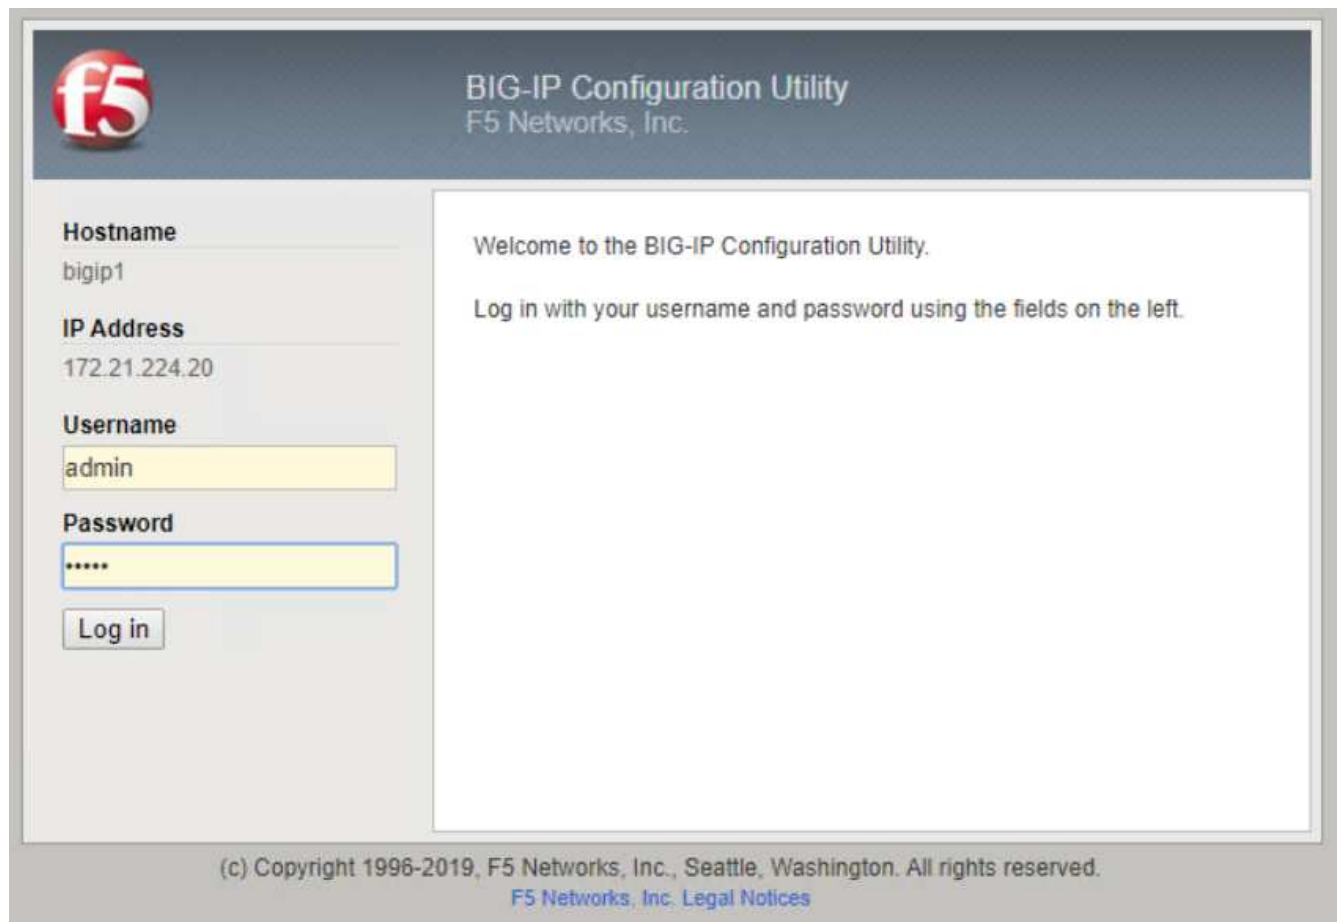 f5
BIG-IP Configuration Utility
F5 Networks, Inc.
Hostname
bigip1
IP Address
172.21.224.20
Username
admin
Password
•••••
Log in
Welcome to the BIG-IP Configuration Utility.
Log in with your username and password using the fields on the left.
(c) Copyright 1996-2019, F5 Networks, Inc., Seattle, Washington. All rights reserved.
F5 Networks, Inc. Legal Notices